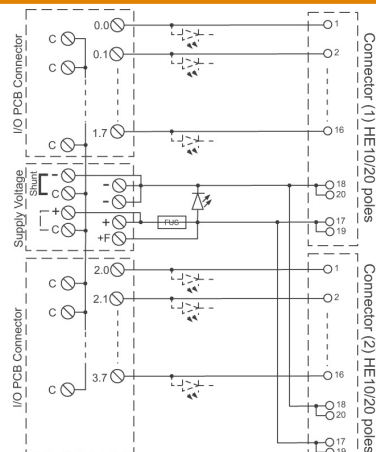 I/O PCB Connector
C
C
C
0.0
0.1
1.7
1
2
16
Connector (1) HE10/20 poles
Supply Voltage
Shunt
-
C
+
C
-
-
+
+F
FUS
18
20
17
19
I/O PCB Connector
C
C
C
2.0
2.1
3.7
1
2
16
18
20
17
19
Connector (2) HE10/20 poles